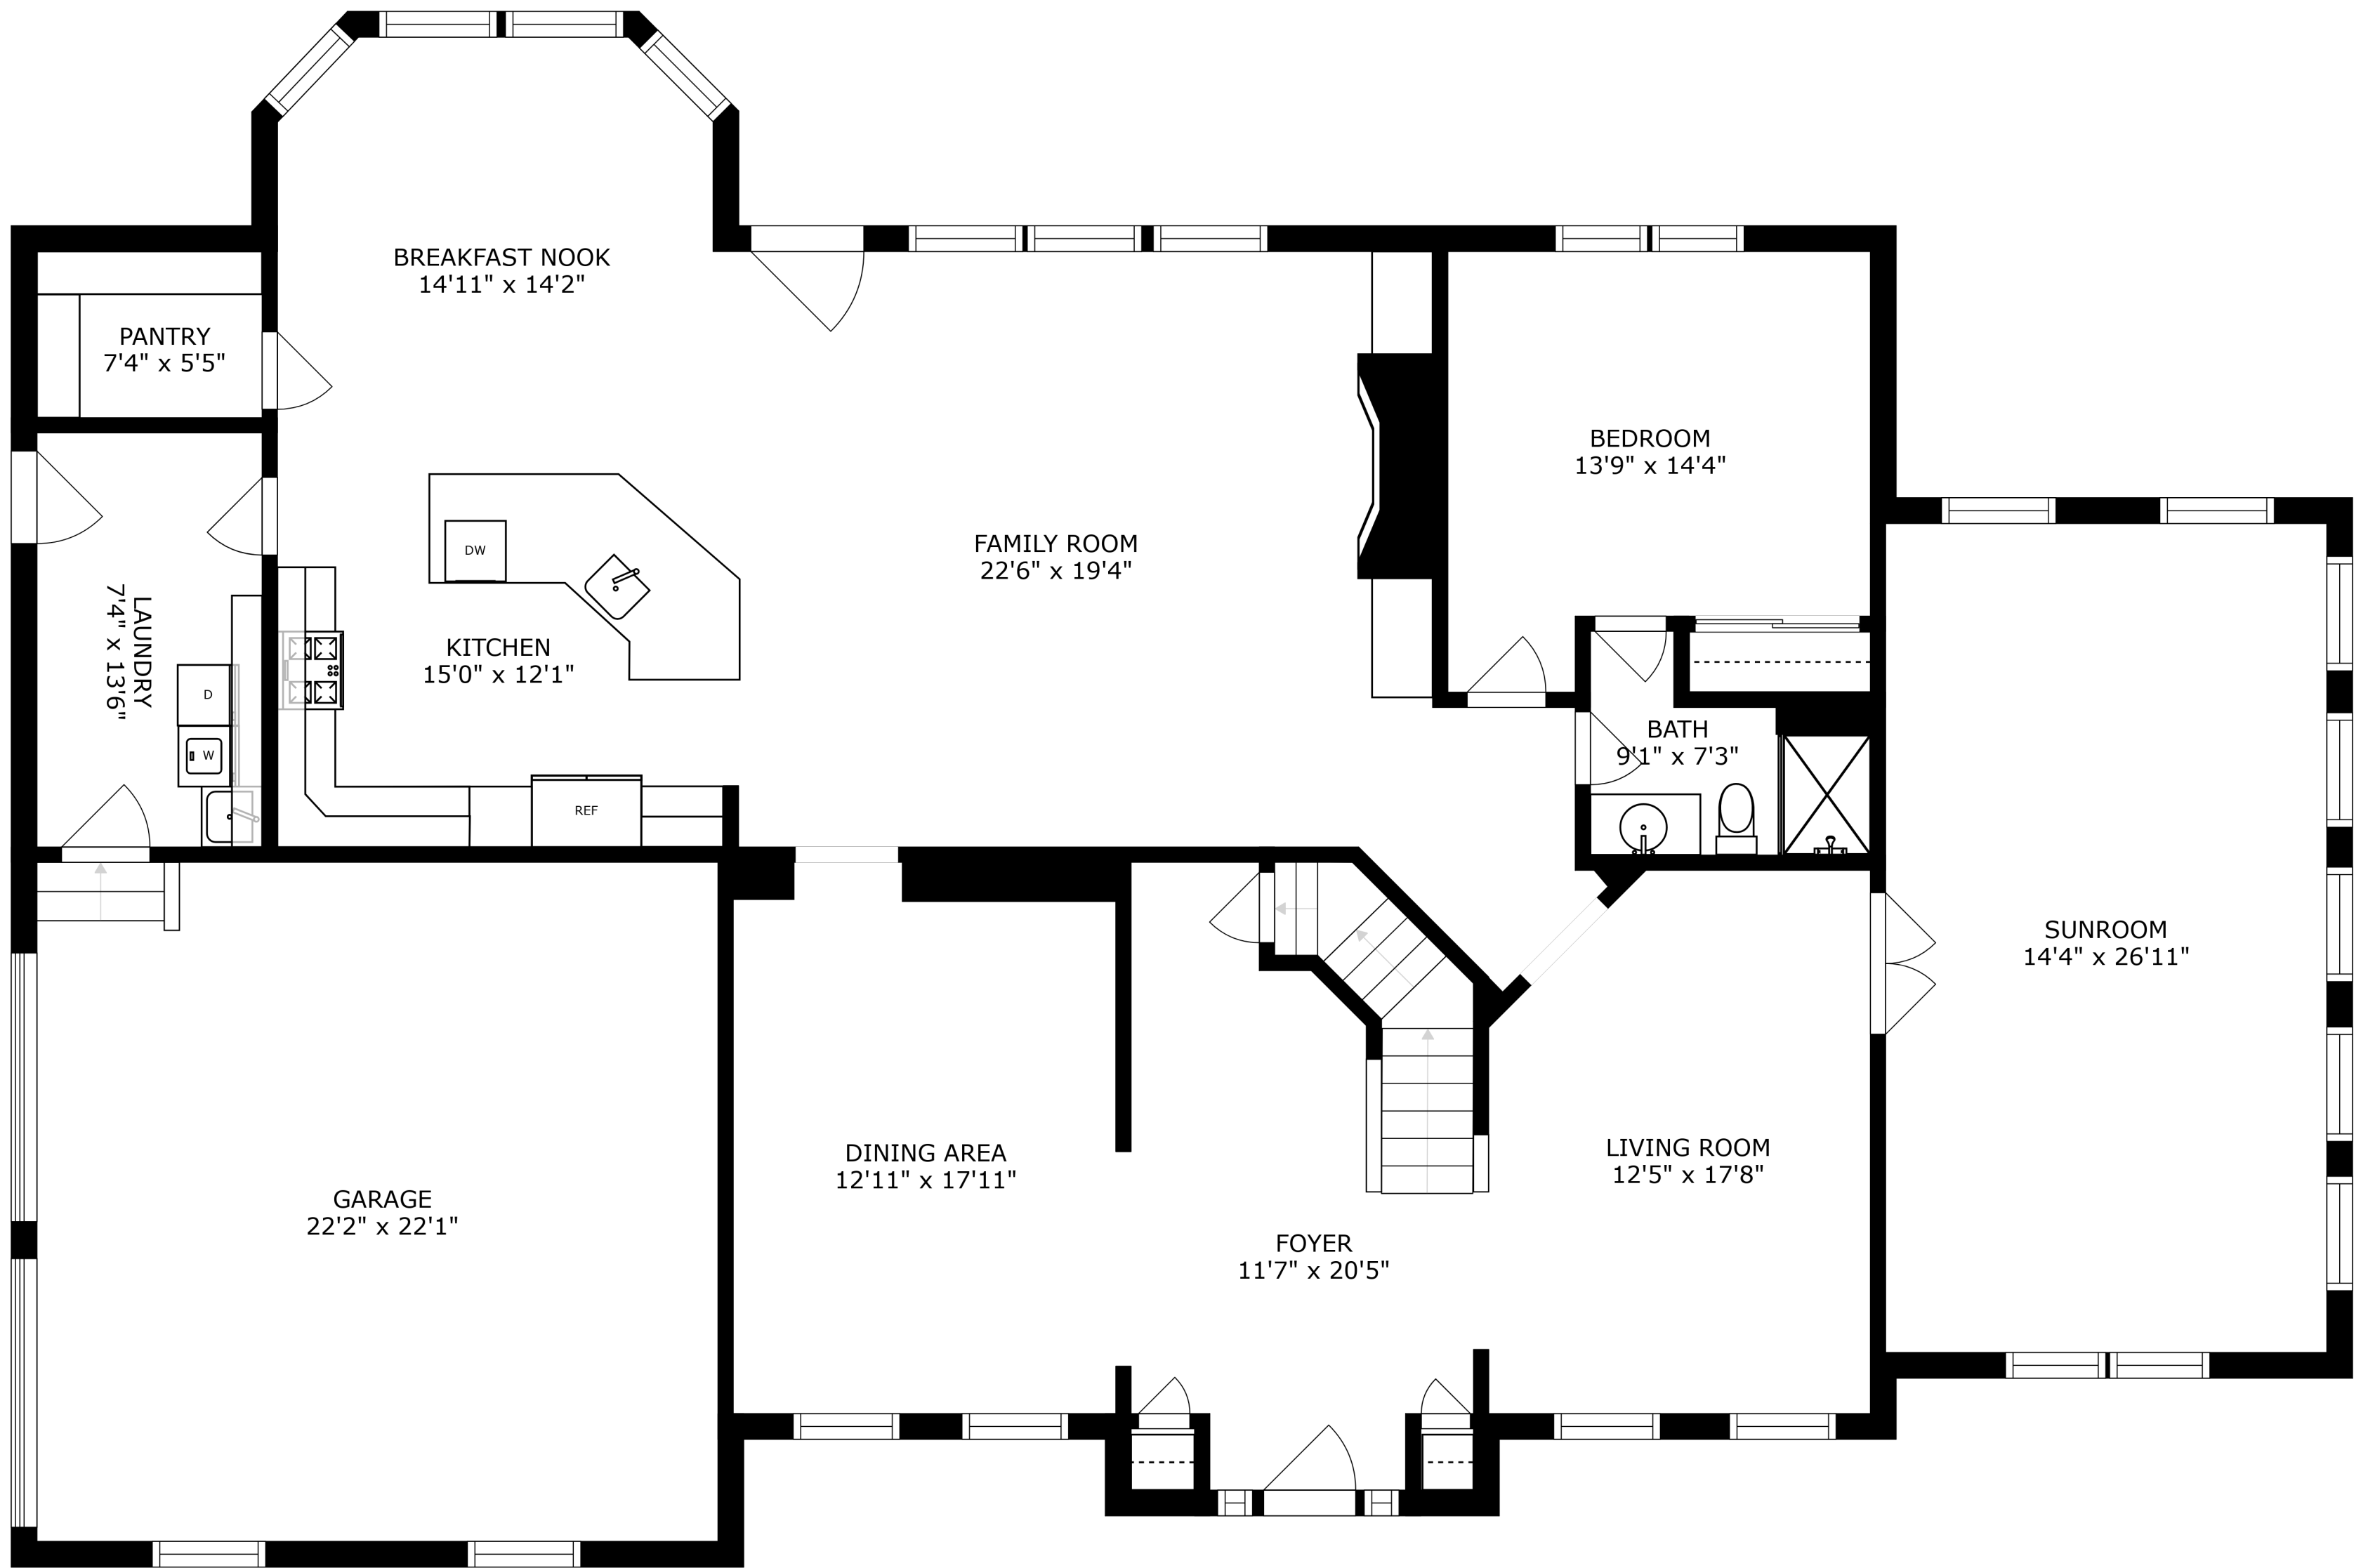 BREAKFAST NOOK
14'11" x 14'2"
PANTRY
7'4" x 5'5"
BEDROOM
13'9" x 14'4"
FAMILY ROOM
22'6" x 19'4"
DW
KITCHEN
15'0" x 12'1"
LAUNDRY
7'4" x 13'6"
D
W
REF
BATH
9'1" x 7'3"
SUNROOM
14'4" x 26'11"
DINING AREA
12'11" x 17'11"
LIVING ROOM
12'5" x 17'8"
GARAGE
22'2" x 22'1"
FOYER
11'7" x 20'5"